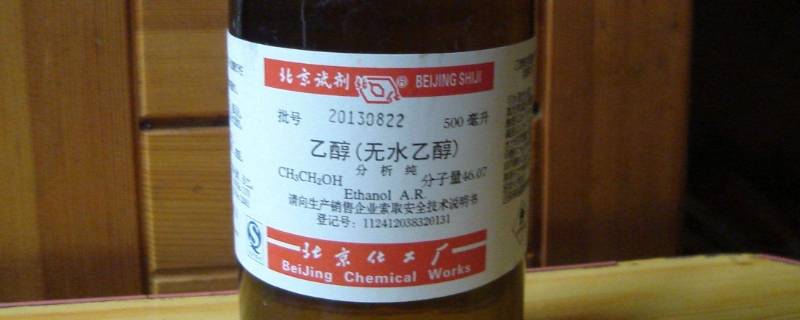 北京试剂 ® BEIJING SHIJI
批号 20130822 500 毫升
乙醇(无水乙醇)
分析纯
CH₃CH₂OH 分子量46.07
Ethanol A.R.
请向生产销售企业索取安全技术说明书
登记号：112412038320131
北京化工厂
BeiJing Chemical Works
QS